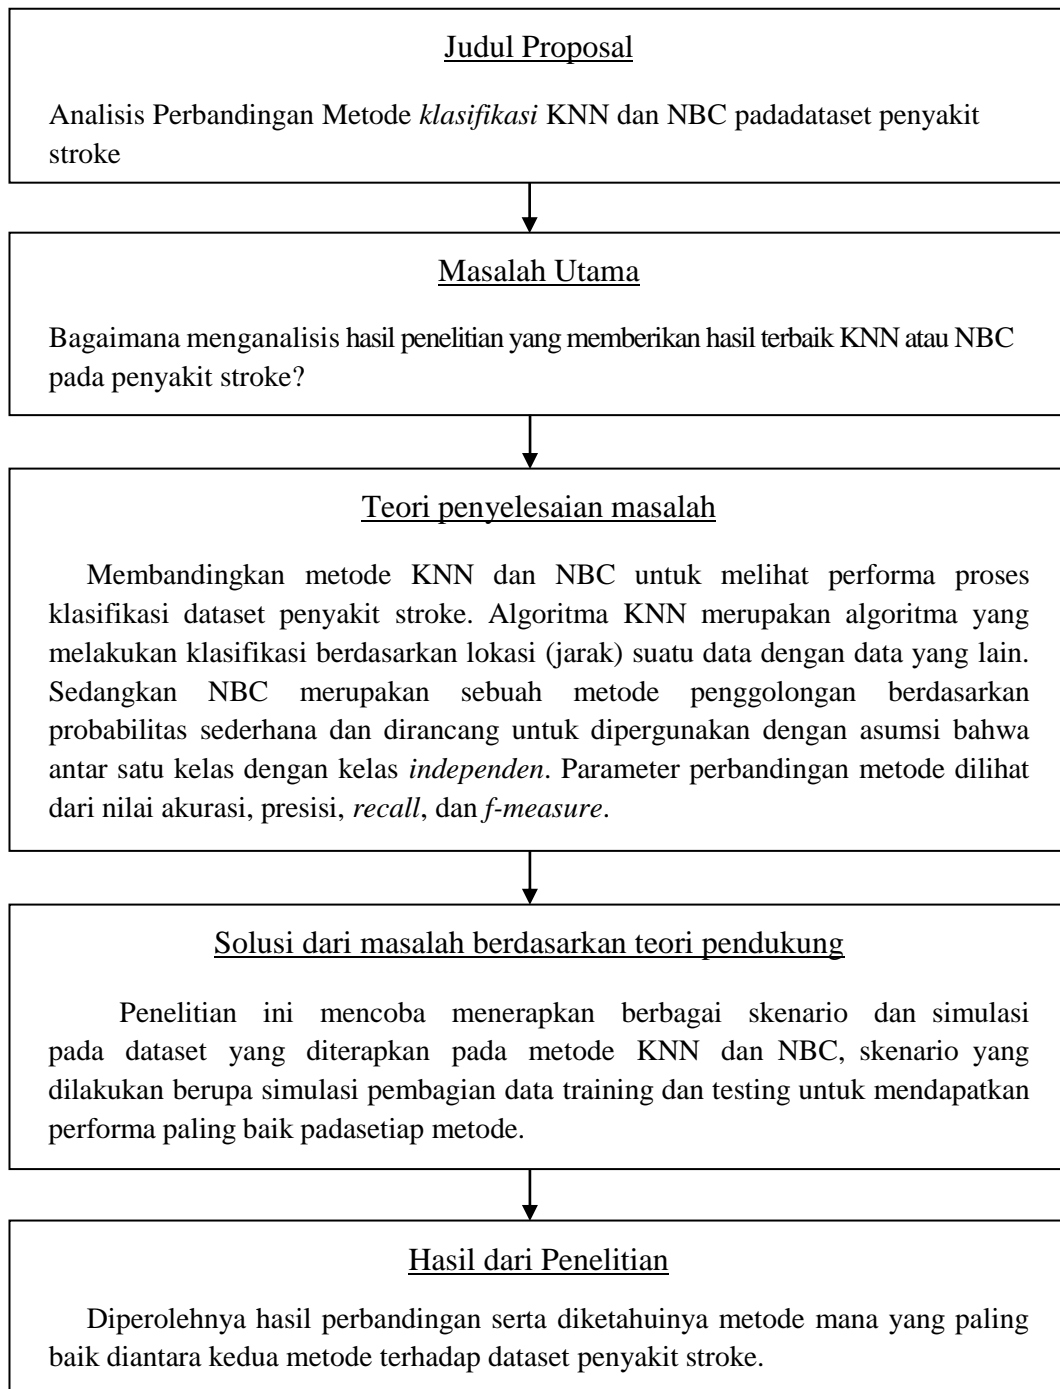 Judul Proposal
Analisis Perbandingan Metode klasifikasi KNN dan NBC padadataset penyakit
stroke
Masalah Utama
Bagaimana menganalisis hasil penelitian yang memberikan hasil terbaik KNN atau NBC
pada penyakit stroke?
Teori penyelesaian masalah
Membandingkan metode KNN dan NBC untuk melihat performa proses
klasifikasi dataset penyakit stroke. Algoritma KNN merupakan algoritma yang
melakukan klasifikasi berdasarkan lokasi (jarak) suatu data dengan data yang lain.
Sedangkan NBC merupakan sebuah metode penggolongan berdasarkan
probabilitas sederhana dan dirancang untuk dipergunakan dengan asumsi bahwa
antar satu kelas dengan kelas independen. Parameter perbandingan metode dilihat
dari nilai akurasi, presisi, recall, dan f-measure.
Solusi dari masalah berdasarkan teori pendukung
Penelitian ini mencoba menerapkan berbagai skenario dan simulasi
pada dataset yang diterapkan pada metode KNN dan NBC, skenario yang
dilakukan berupa simulasi pembagian data training dan testing untuk mendapatkan
performa paling baik padasetiap metode.
Hasil dari Penelitian
Diperolehnya hasil perbandingan serta diketahuinya metode mana yang paling
baik diantara kedua metode terhadap dataset penyakit stroke.